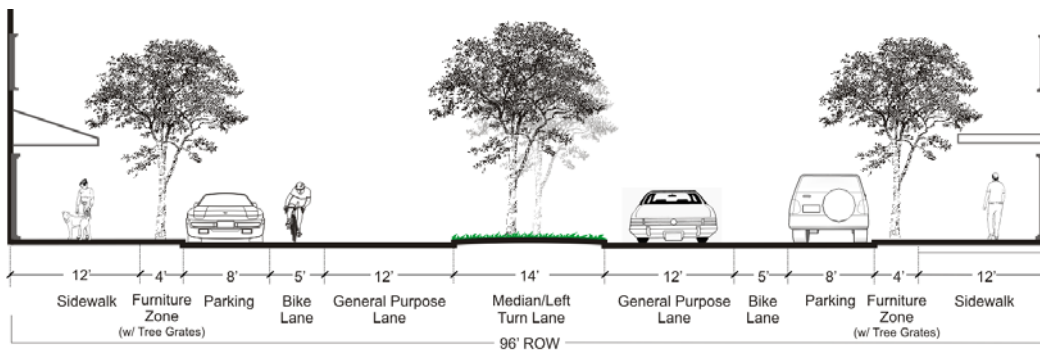 12' 4' 8' 5' 12' 14' 12' 5' 8' 4' 12'
Sidewalk Furniture Parking Bike General Purpose Median/Left General Purpose Bike Parking Furniture Sidewalk
Zone Lane Lane Turn Lane Lane Lane Zone
(w/ Tree Grates) (w/ Tree Grates)
96' ROW